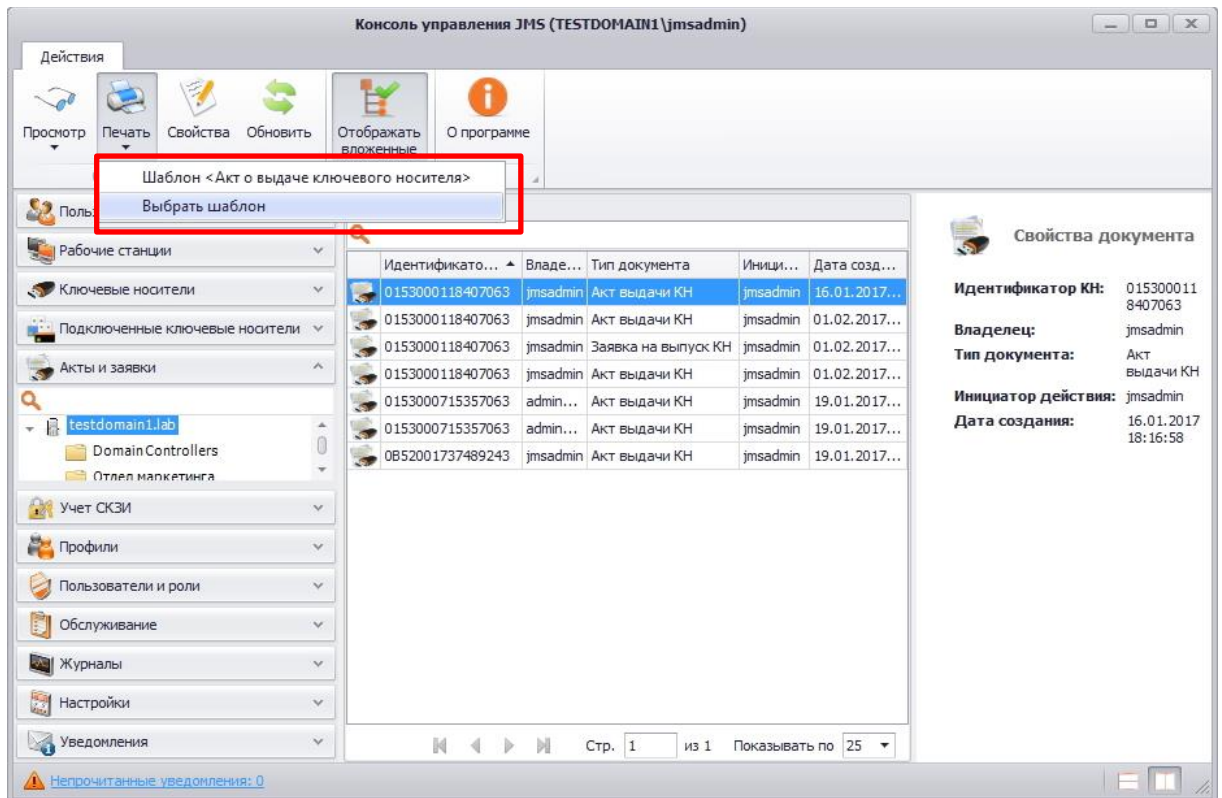 Консоль управления JMS (TESTDOMAIN1\jmsadmin)
Действия
Просмотр Печать Свойства Обновить Отображать вложенные О программе
Шаблон <Акт о выдаче ключевого носителя>
Выбрать шаблон
Польз
Рабочие станции
Ключевые носители
Подключенные ключевые носители
Акты и заявки
testdomain1.lab
Domain Controllers
Отдел маркетинга
Учет СКЗИ
Профили
Пользователи и роли
Обслуживание
Журналы
Настройки
Уведомления
Идентификато... Владе... Тип документа Иници... Дата созд...
0153000118407063 jmsadmin Акт выдачи КН jmsadmin 16.01.2017...
0153000118407063 jmsadmin Акт выдачи КН jmsadmin 01.02.2017...
0153000118407063 jmsadmin Заявка на выпуск КН jmsadmin 01.02.2017...
0153000118407063 jmsadmin Акт выдачи КН jmsadmin 01.02.2017...
0153000715357063 admin... Акт выдачи КН jmsadmin 19.01.2017...
0153000715357063 admin... Акт выдачи КН jmsadmin 19.01.2017...
0B52001737489243 jmsadmin Акт выдачи КН jmsadmin 19.01.2017...
Стр. 1 из 1 Показывать по 25
Свойства документа
Идентификатор КН: 015300011
8407063
Владелец: jmsadmin
Тип документа: Акт
выдачи КН
Инициатор действия: jmsadmin
Дата создания: 16.01.2017
18:16:58
Непрочитанные уведомления: 0